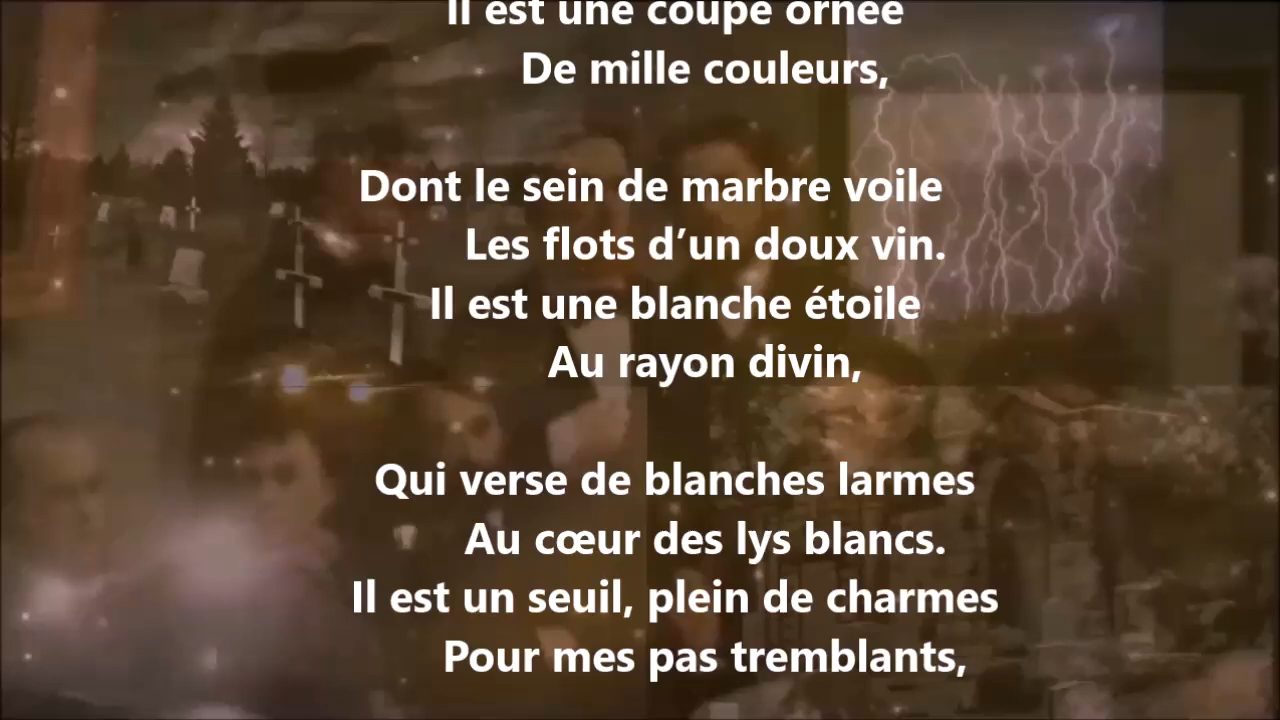 Il est une coupe ornée
De mille couleurs,
Dont le sein de marbre voile
Les flots d’un doux vin.
Il est une blanche étoile
Au rayon divin,
Qui verse de blanches larmes
Au cœur des lys blancs.
Il est un seuil, plein de charmes
Pour mes pas tremblants,